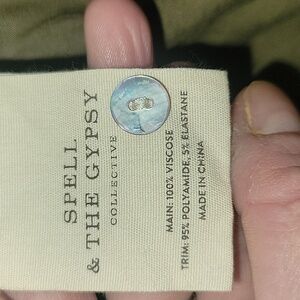 SPELL
& THE GYPSY
COLLECTIVE
MAIN: 100% VISCOSE
TRIM: 95% POLYAMIDE, 5% ELASTANE
MADE IN CHINA